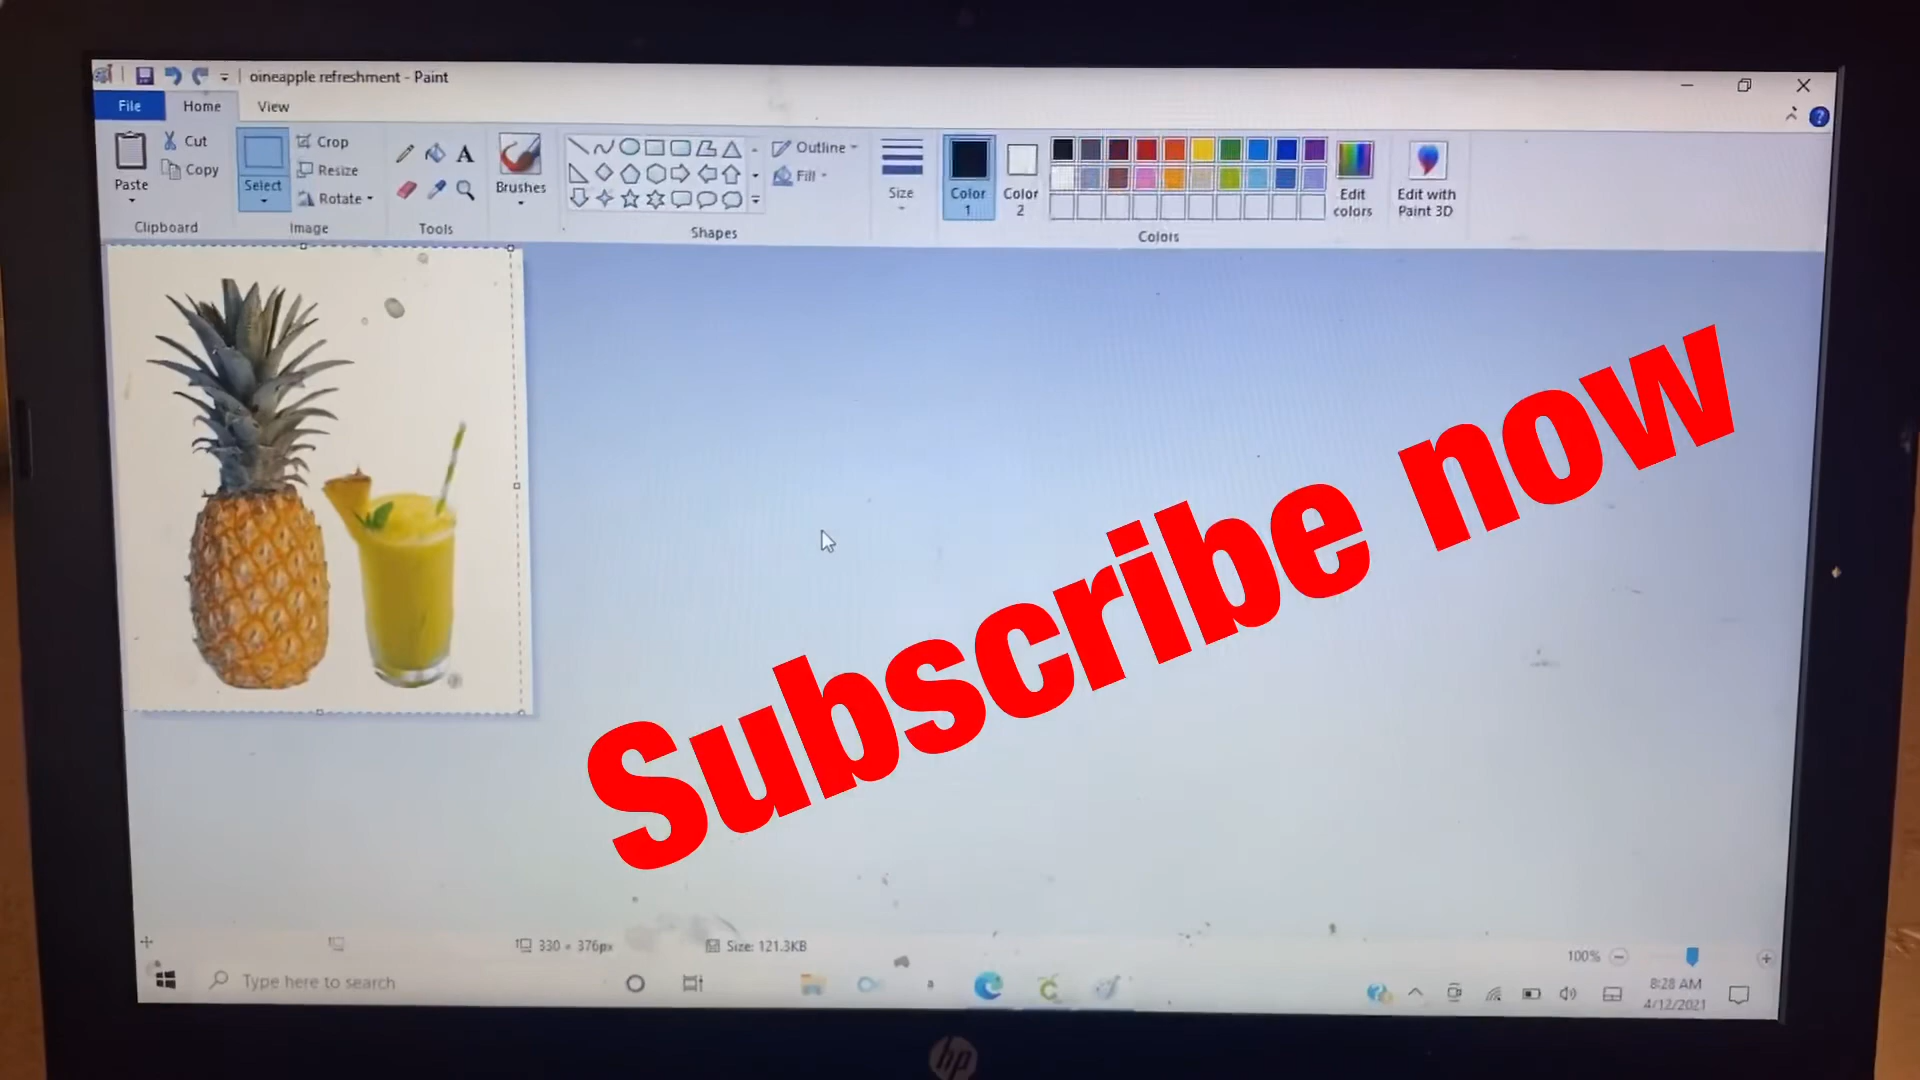 oineapple refreshment - Paint
File Home View
Paste
Cut
Copy
Clipboard
Select
Crop
Resize
Rotate
Image
A
Tools
Brushes
Outline
Fill
Shapes
Size
Color 1
Color 2
Edit colors
Edit with Paint 3D
Colors
Subscribe now
330 × 376px
Size: 121.3KB
100%
Type here to search
a
8:28 AM
4/12/2021
hp